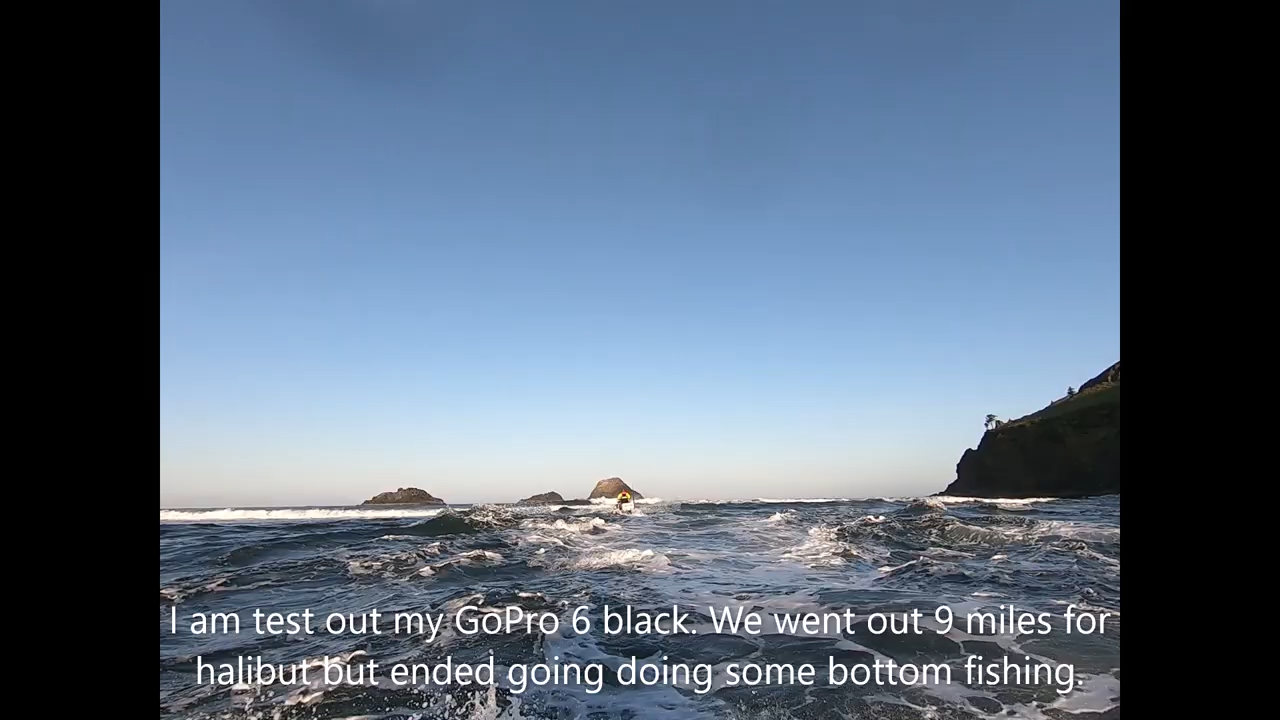 I am test out my GoPro 6 black. We went out 9 miles for
halibut but ended going doing some bottom fishing.